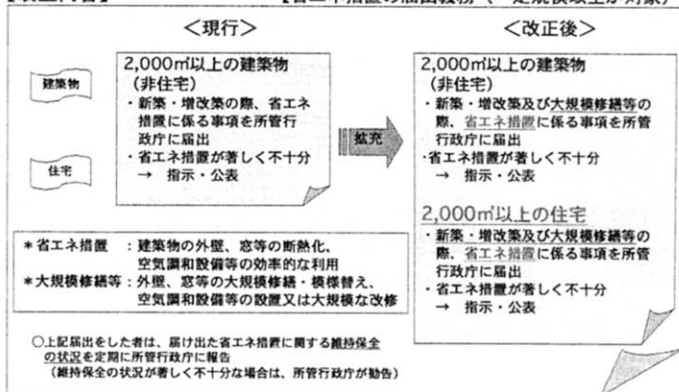 省エネ措置の届出義務
＜現行＞
＜改正後＞
建築物
住宅
2,000㎡以上の建築物
（非住宅）
・新築・増改築の際、省エネ
措置に係る事項を所管行
政庁に届出
・省エネ措置が著しく不十分
→ 指示・公表
拡充
2,000㎡以上の建築物
（非住宅）
・新築・増改築及び大規模修繕等の
際、省エネ措置に係る事項を所管
行政庁に届出
・省エネ措置が著しく不十分
→ 指示・公表
2,000㎡以上の住宅
・新築・増改築及び大規模修繕等の
際、省エネ措置に係る事項を所管
行政庁に届出
・省エネ措置が著しく不十分
→ 指示・公表
＊省エネ措置 ：建築物の外壁、窓等の断熱化、
空気調和設備等の効率的な利用
＊大規模修繕等：外壁、窓等の大規模修繕・模様替え、
空気調和設備等の設置又は大規模な改修
○上記届出をした者は、届け出た省エネ措置に関する維持保全
の状況を定期に所管行政庁に報告
（維持保全の状況が著しく不十分な場合は、所管行政庁が勧告）